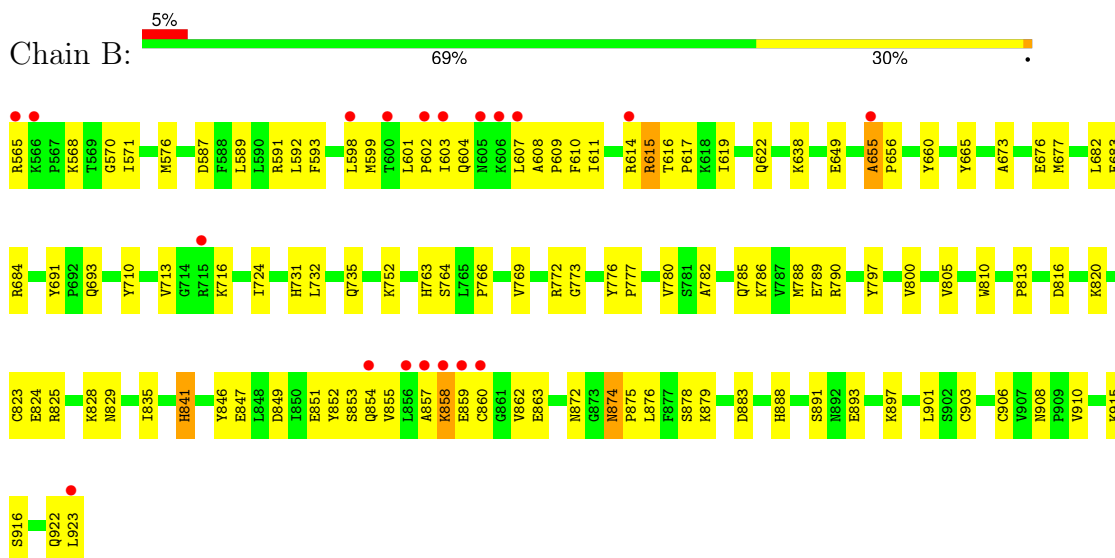 5%
Chain B:
69% 30% •
R565 K566 P567 K568 T569 G570 I571 M576 D587 F588 L589 L590 R591 L592 F593 L598 M599 T600 L601 P602 I603 Q604 N605 K606 L607 A608 P609 F610 I611 R614 R615 T616 P617 K618 I619 Q622 K638 E649 A655 P656 Y660 Y665 A673 E676 M677 L682
R684 Y691 P692 Q693 Y710 V713 G714 R715 K716 I724 H731 L732 Q735 K752 H763 S764 L765 P766 V769 R772 G773 Y776 P777 V780 S781 A782 Q785 K786 V787 M788 E789 R790 Y797 V800 V805 W810 P813 D816 K820
C823 E824 R825 K828 N829 I835 H841 Y846 E847 L848 D849 I850 E851 Y852 S853 Q854 V855 L856 A857 K858 E859 C860 G861 V862 E863 N872 G873 N874 P875 L876 F877 S878 K879 D883 H888 S891 N892 E893 K897 L901 S902 C903 C906 V907 N908 P909 V910
S916 Q922 L923